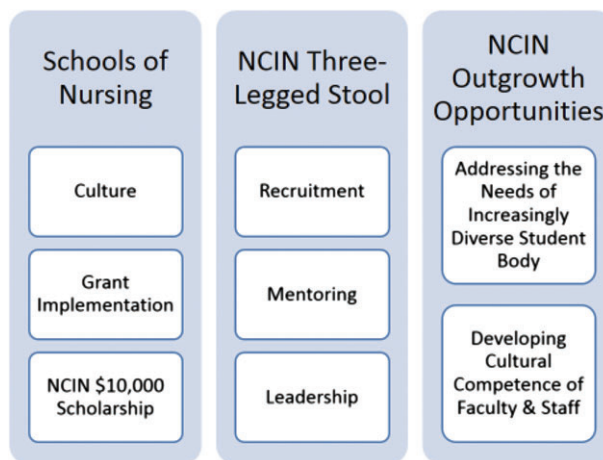 Schools of
Nursing
Culture
Grant
Implementation
NCIN $10,000
Scholarship
NCIN Three-
Legged Stool
Recruitment
Mentoring
Leadership
NCIN
Outgrowth
Opportunities
Addressing the
Needs of
Increasingly
Diverse Student
Body
Developing
Cultural
Competence of
Faculty & Staff